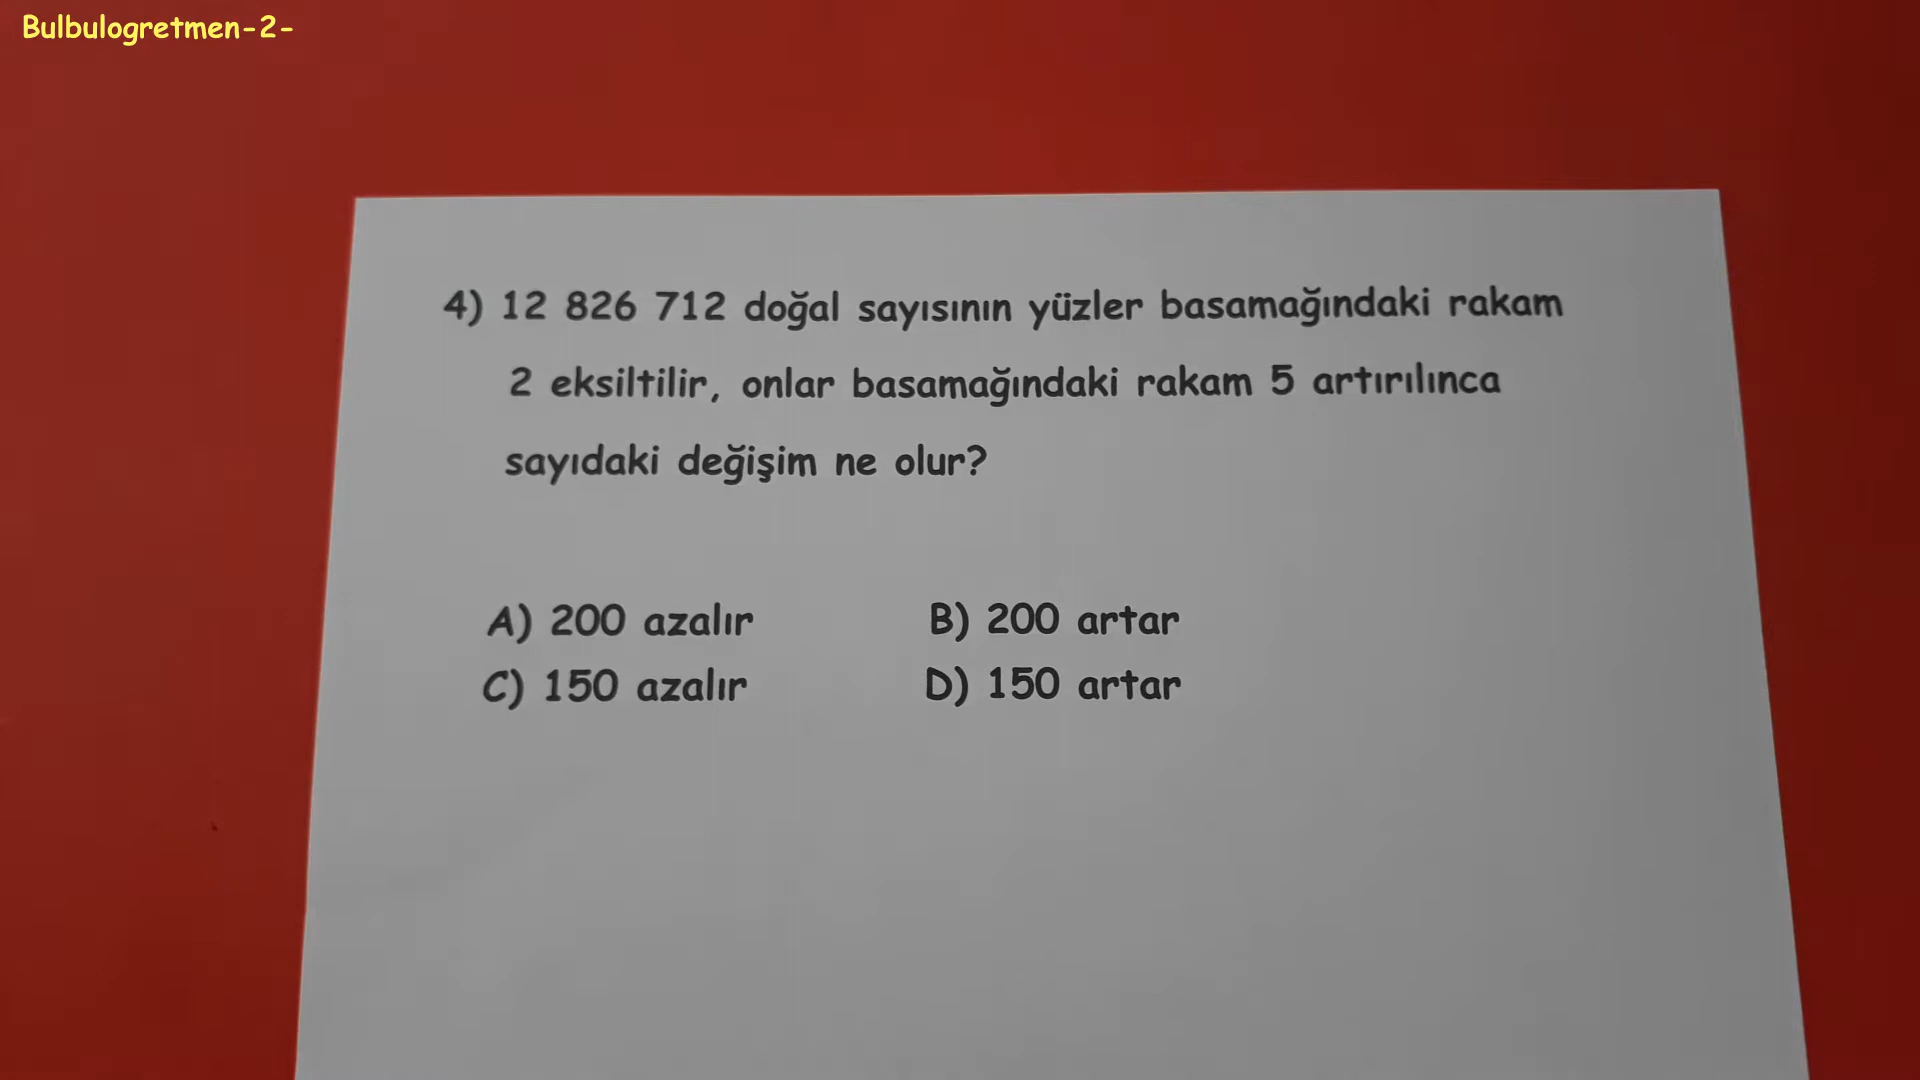 Bulbulogretmen-2-
4) 12 826 712 doğal sayısının yüzler basamağındaki rakam
2 eksiltilir, onlar basamağındaki rakam 5 artırılınca
sayıdaki değişim ne olur?
A) 200 azalır B) 200 artar
C) 150 azalır D) 150 artar